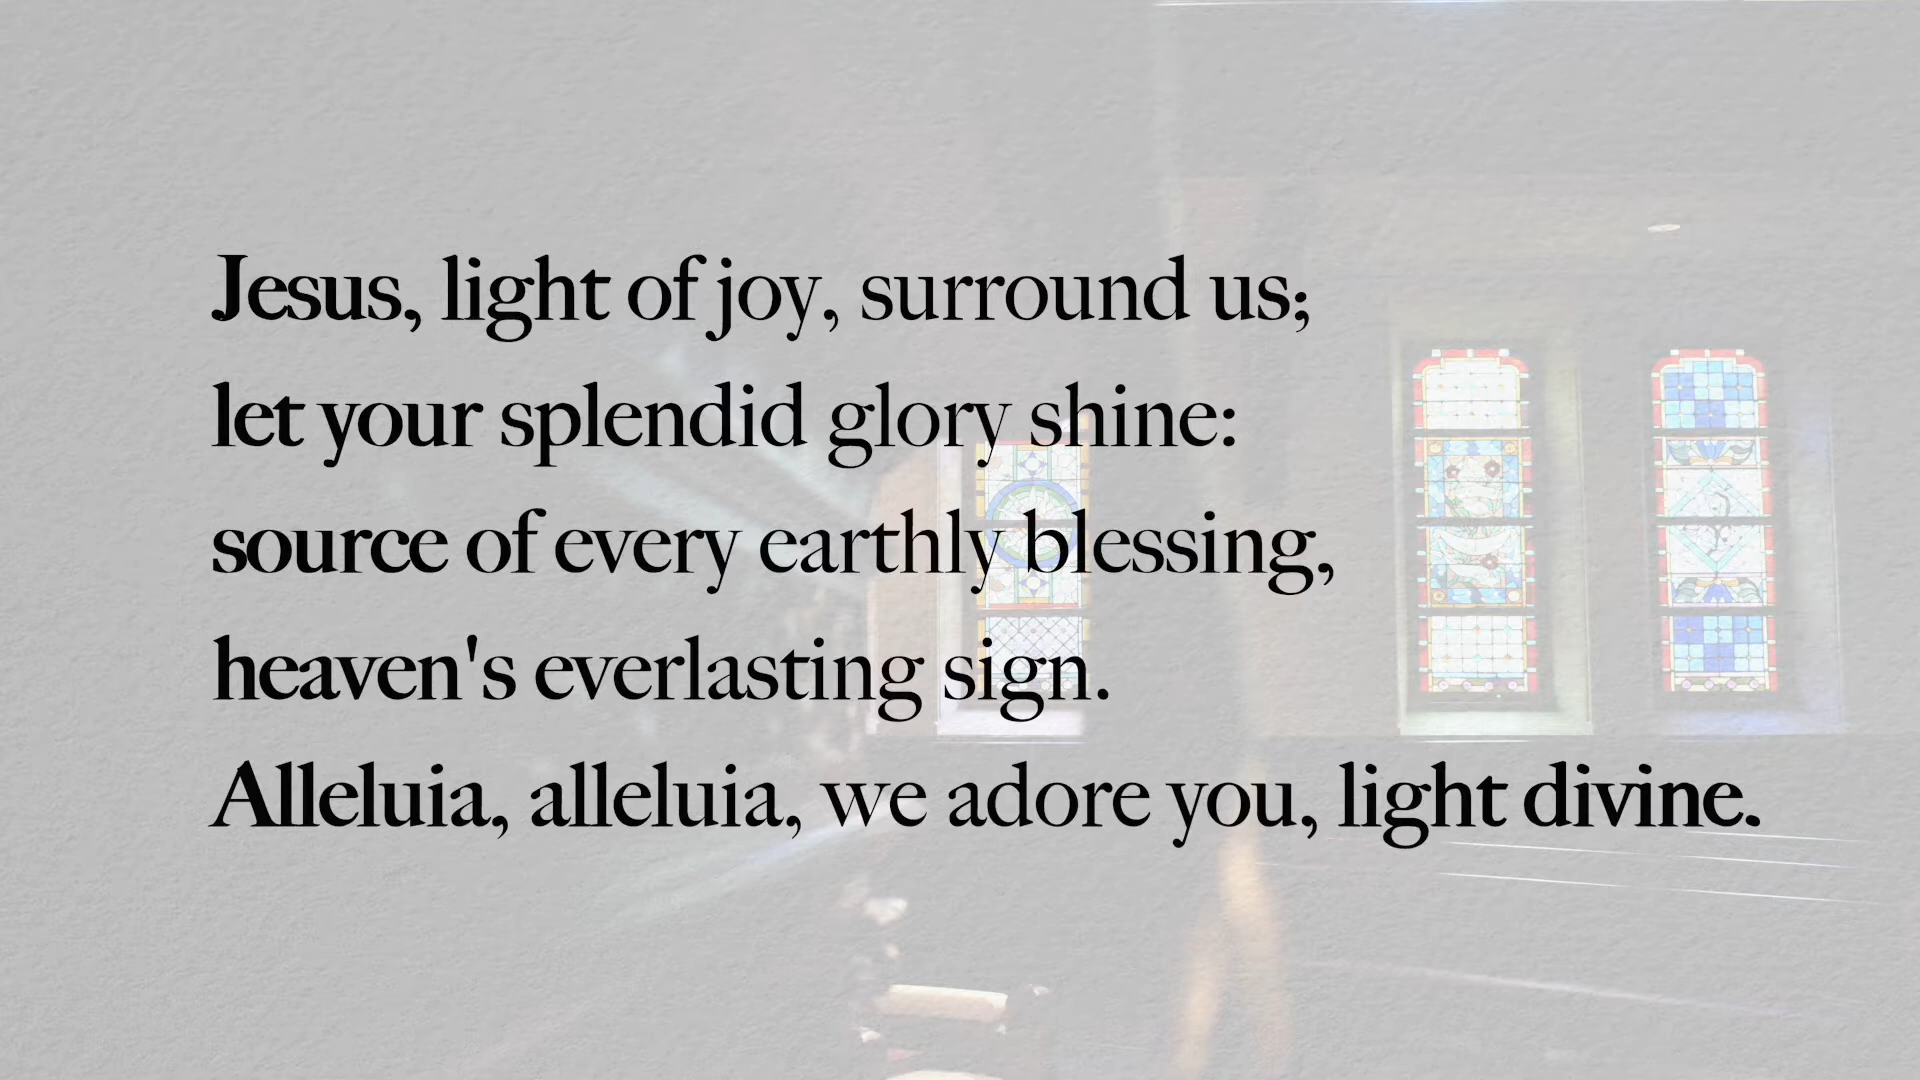 Jesus, light of joy, surround us;
let your splendid glory shine:
source of every earthly blessing,
heaven's everlasting sign.
Alleluia, alleluia, we adore you, light divine.